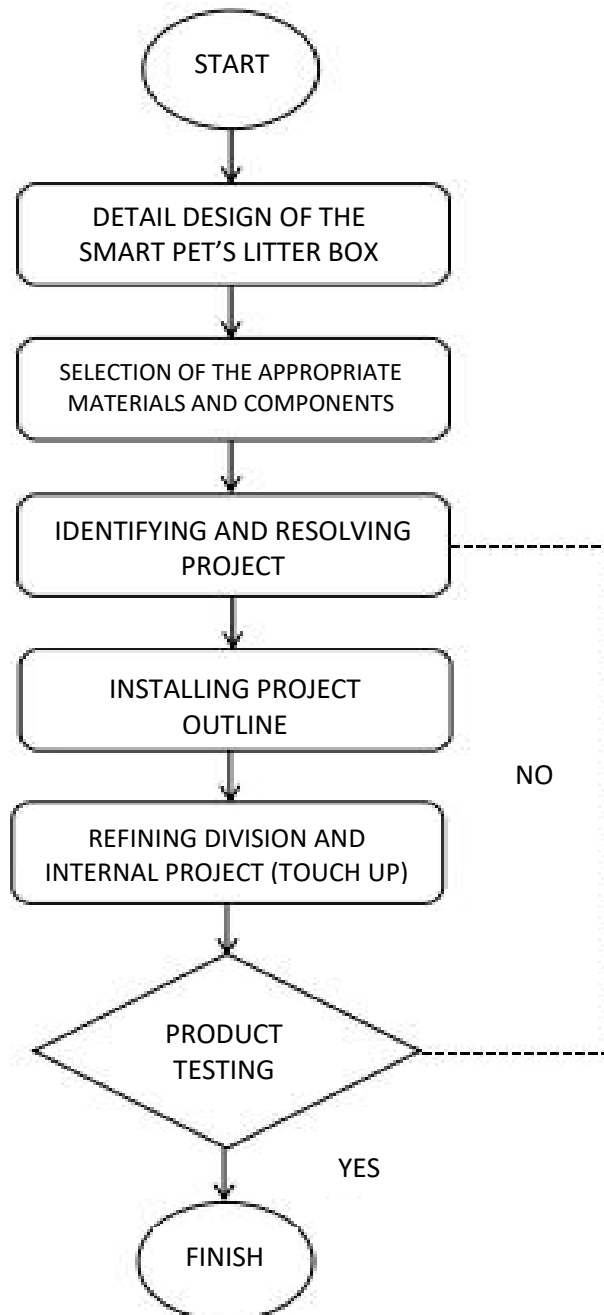 START
DETAIL DESIGN OF THE
SMART PET’S LITTER BOX
SELECTION OF THE APPROPRIATE
MATERIALS AND COMPONENTS
IDENTIFYING AND RESOLVING
PROJECT
INSTALLING PROJECT
OUTLINE
NO
REFINING DIVISION AND
INTERNAL PROJECT (TOUCH UP)
PRODUCT
TESTING
YES
FINISH